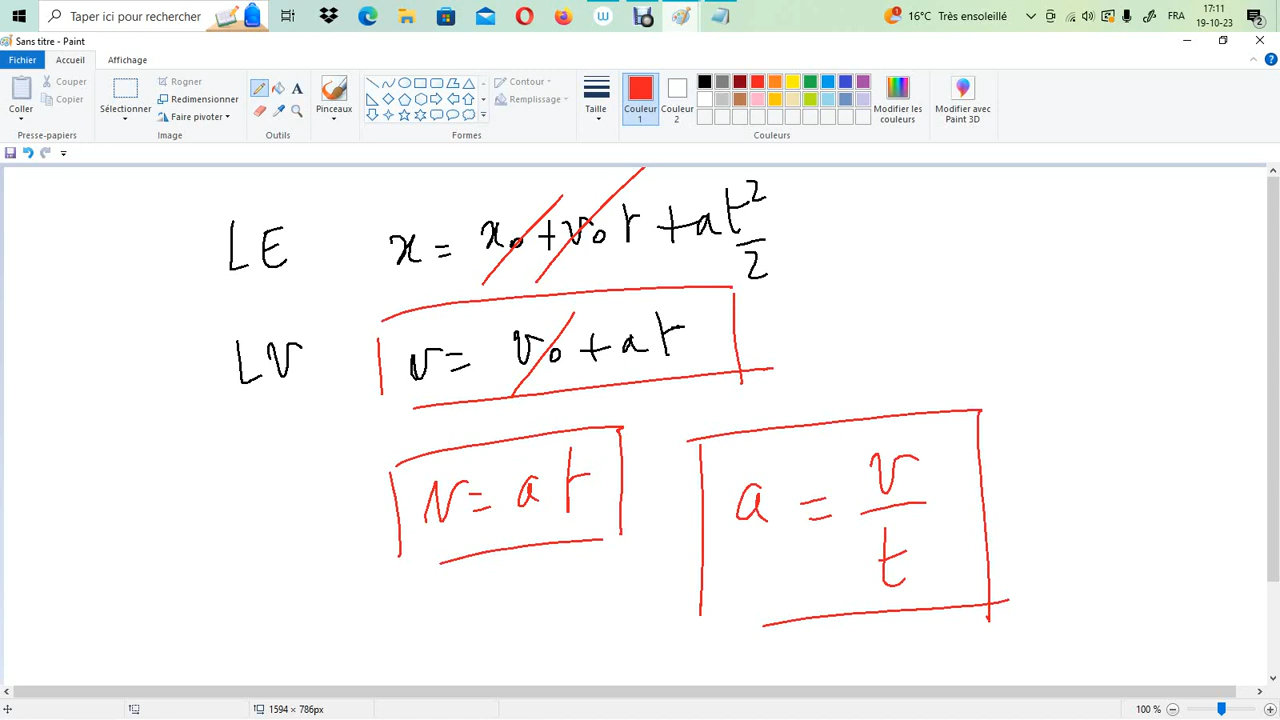 Taper ici pour rechercher
16°C Très ensoleillé
FRA
17:11
19-10-23
2
Sans titre - Paint
Fichier Accueil Affichage
Coller
Couper
Copier
Sélectionner
Rogner
Redimensionner
Faire pivoter
Pinceaux
Contour
Remplissage
Taille
Couleur 1
Couleur 2
Modifier les couleurs
Modifier avec Paint 3D
Presse-papiers Image Outils Formes Couleurs
LE x = x₀ + v₀ t + at²/2
LV v = v₀ + at
v = at
a = v/t
1594 × 786px
100 %